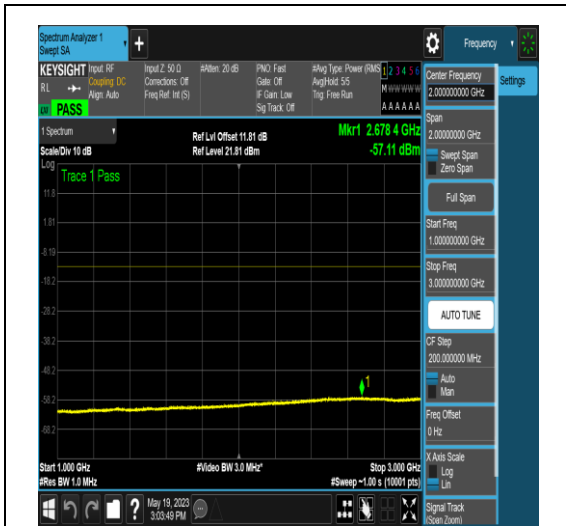 Spectrum Analyzer 1
Swept SA
+
Frequency
KEYSIGHT
RL
PASS
Input: RF
Coupling: DC
Align: Auto
Input Z: 50 Ω
Corrections: Off
Freq Ref: Int (S)
#Atten: 20 dB
PNO: Fast
Gate: Off
IF Gain: Low
Sig Track: Off
#Avg Type: Power (RMS
Avg|Hold: 5/5
Trig: Free Run
1 2 3 4 5 6
M W W W W W
A A A A A A
1 Spectrum
Scale/Div 10 dB
Ref Lvl Offset 11.81 dB
Ref Level 21.81 dBm
Mkr1 2.678 4 GHz
-57.11 dBm
Log
Trace 1 Pass
11.8
1.81
-8.19
-18.2
-28.2
-38.2
-48.2
-58.2
-68.2
1
Start 1.000 GHz
#Res BW 1.0 MHz
#Video BW 3.0 MHz*
Stop 3.000 GHz
#Sweep ~1.00 s (10001 pts)
Center Frequency
2.000000000 GHz
Settings
Span
2.00000000 GHz
Swept Span
Zero Span
Full Span
Start Freq
1.000000000 GHz
Stop Freq
3.000000000 GHz
AUTO TUNE
CF Step
200.000000 MHz
Auto
Man
Freq Offset
0 Hz
X Axis Scale
Log
Lin
Signal Track
(Span Zoom)
?
May 19, 2023
3:03:49 PM